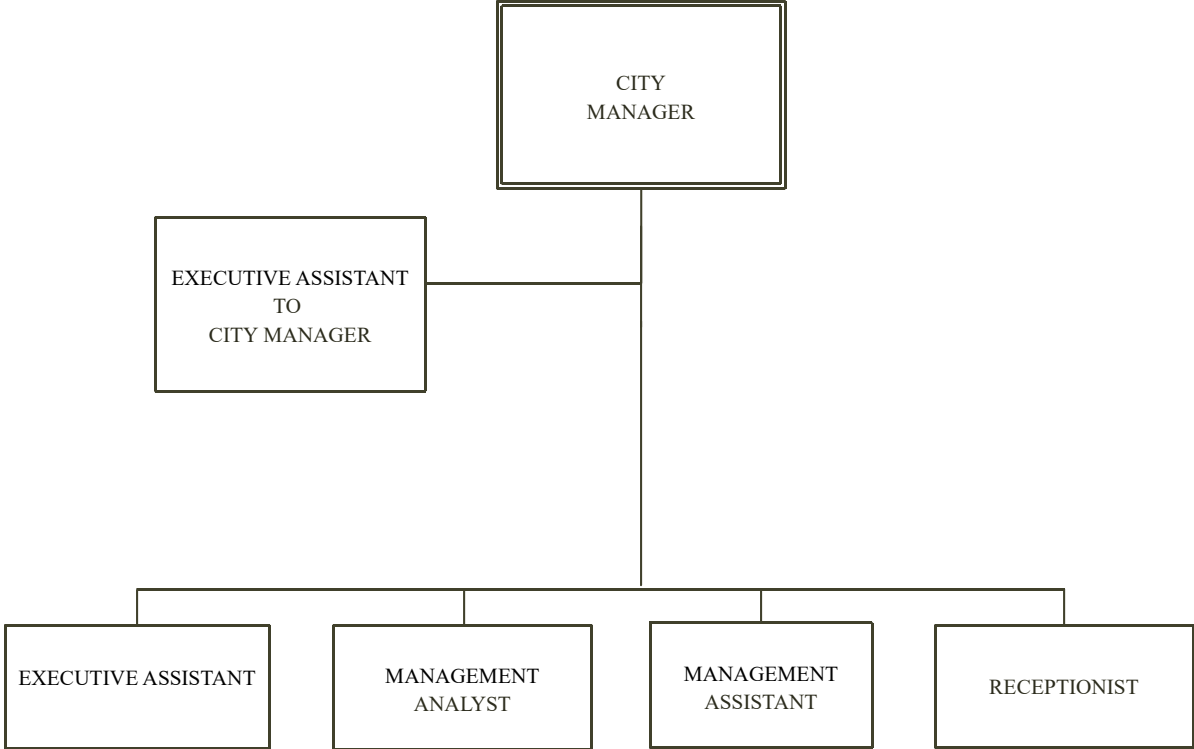 CITY
MANAGER
EXECUTIVE ASSISTANT
TO
CITY MANAGER
EXECUTIVE ASSISTANT
MANAGEMENT
ANALYST
MANAGEMENT
ASSISTANT
RECEPTIONIST